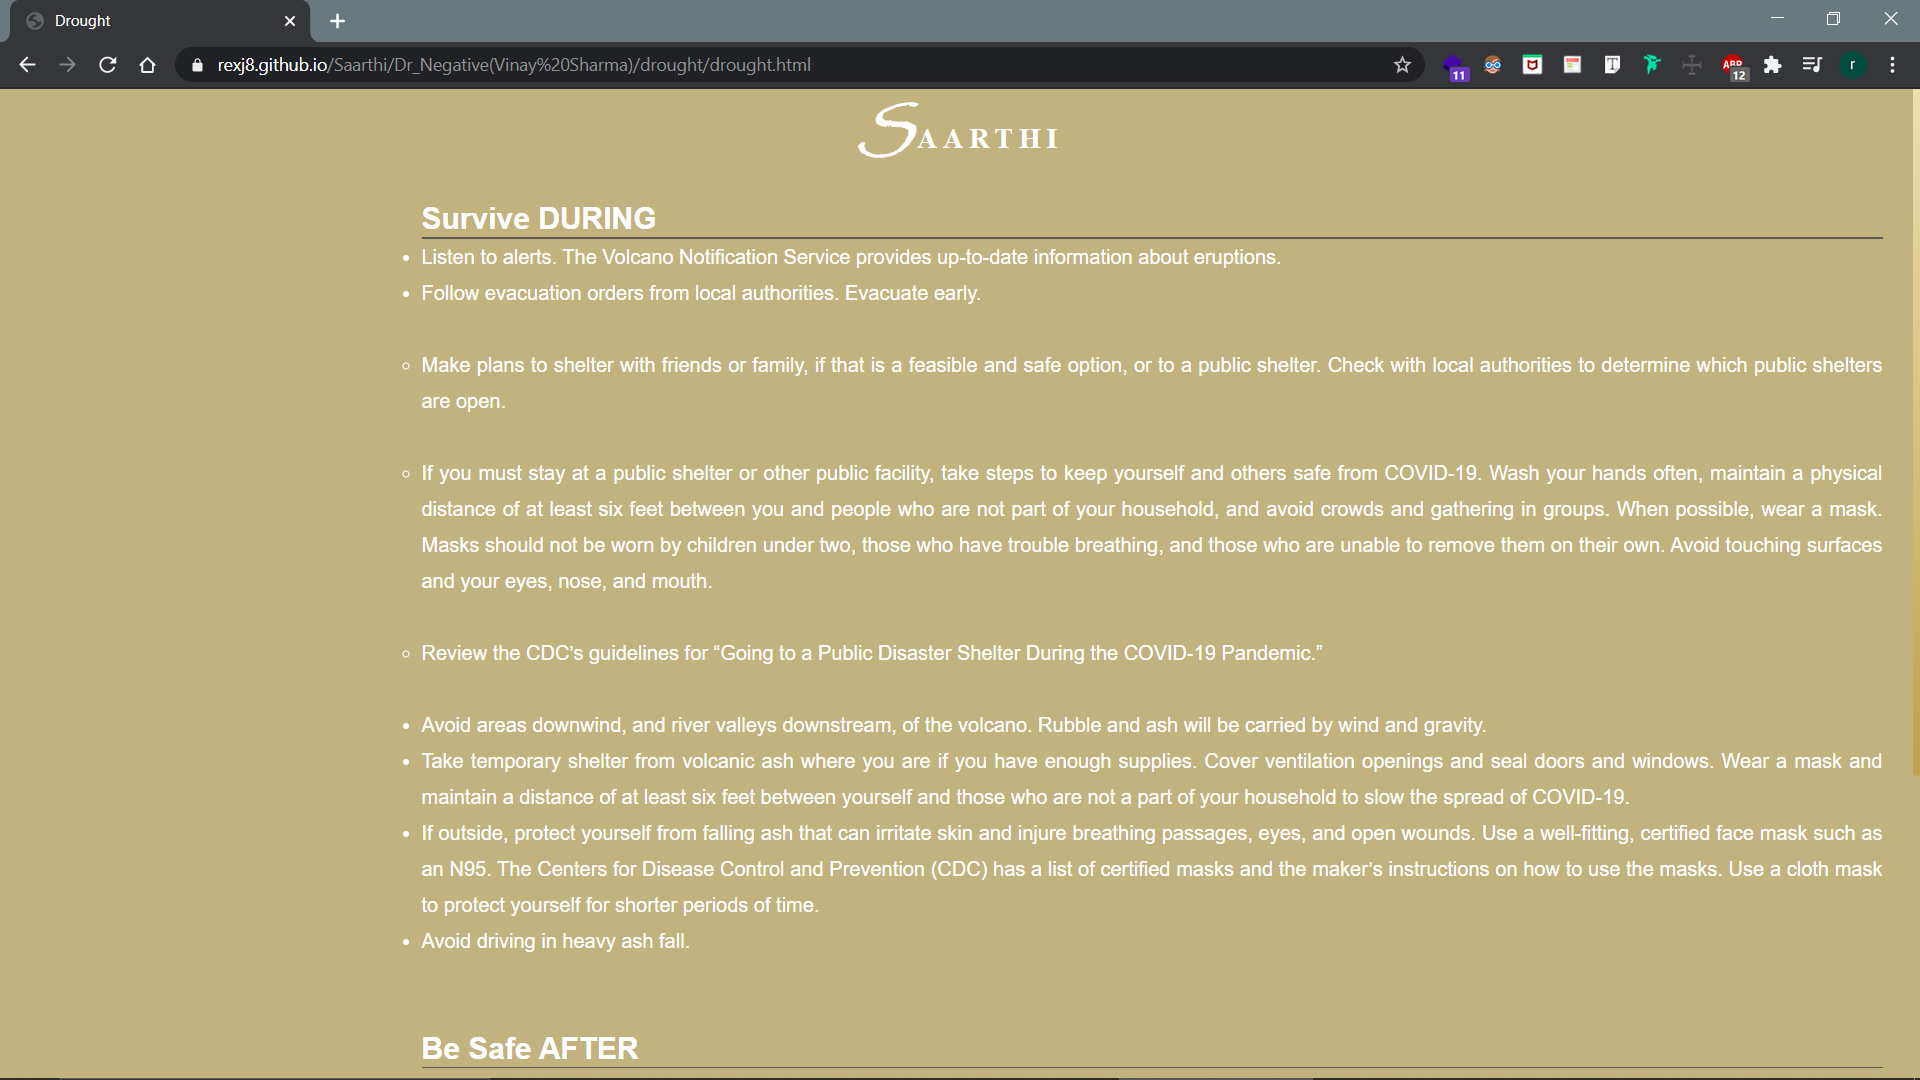 Drought
rexj8.github.io/Saarthi/Dr_Negative(Vinay%20Sharma)/drought/drought.html
11
ABP
12
r
SAARTHI
Survive DURING
• Listen to alerts. The Volcano Notification Service provides up-to-date information about eruptions.
• Follow evacuation orders from local authorities. Evacuate early.
◦ Make plans to shelter with friends or family, if that is a feasible and safe option, or to a public shelter. Check with local authorities to determine which public shelters
are open.
◦ If you must stay at a public shelter or other public facility, take steps to keep yourself and others safe from COVID-19. Wash your hands often, maintain a physical
distance of at least six feet between you and people who are not part of your household, and avoid crowds and gathering in groups. When possible, wear a mask.
Masks should not be worn by children under two, those who have trouble breathing, and those who are unable to remove them on their own. Avoid touching surfaces
and your eyes, nose, and mouth.
◦ Review the CDC’s guidelines for “Going to a Public Disaster Shelter During the COVID-19 Pandemic.”
• Avoid areas downwind, and river valleys downstream, of the volcano. Rubble and ash will be carried by wind and gravity.
• Take temporary shelter from volcanic ash where you are if you have enough supplies. Cover ventilation openings and seal doors and windows. Wear a mask and
maintain a distance of at least six feet between yourself and those who are not a part of your household to slow the spread of COVID-19.
• If outside, protect yourself from falling ash that can irritate skin and injure breathing passages, eyes, and open wounds. Use a well-fitting, certified face mask such as
an N95. The Centers for Disease Control and Prevention (CDC) has a list of certified masks and the maker’s instructions on how to use the masks. Use a cloth mask
to protect yourself for shorter periods of time.
• Avoid driving in heavy ash fall.
Be Safe AFTER